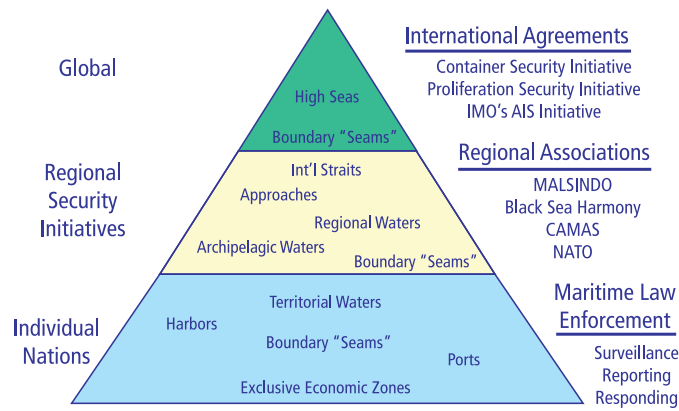 Global
High Seas
Boundary “Seams”
International Agreements
Container Security Initiative
Proliferation Security Initiative
IMO’s AIS Initiative
Regional
Security
Initiatives
Int’l Straits
Approaches
Regional Waters
Archipelagic Waters
Boundary “Seams”
Regional Associations
MALSINDO
Black Sea Harmony
CAMAS
NATO
Individual
Nations
Territorial Waters
Harbors
Boundary “Seams”
Ports
Exclusive Economic Zones
Maritime Law
Enforcement
Surveillance
Reporting
Responding